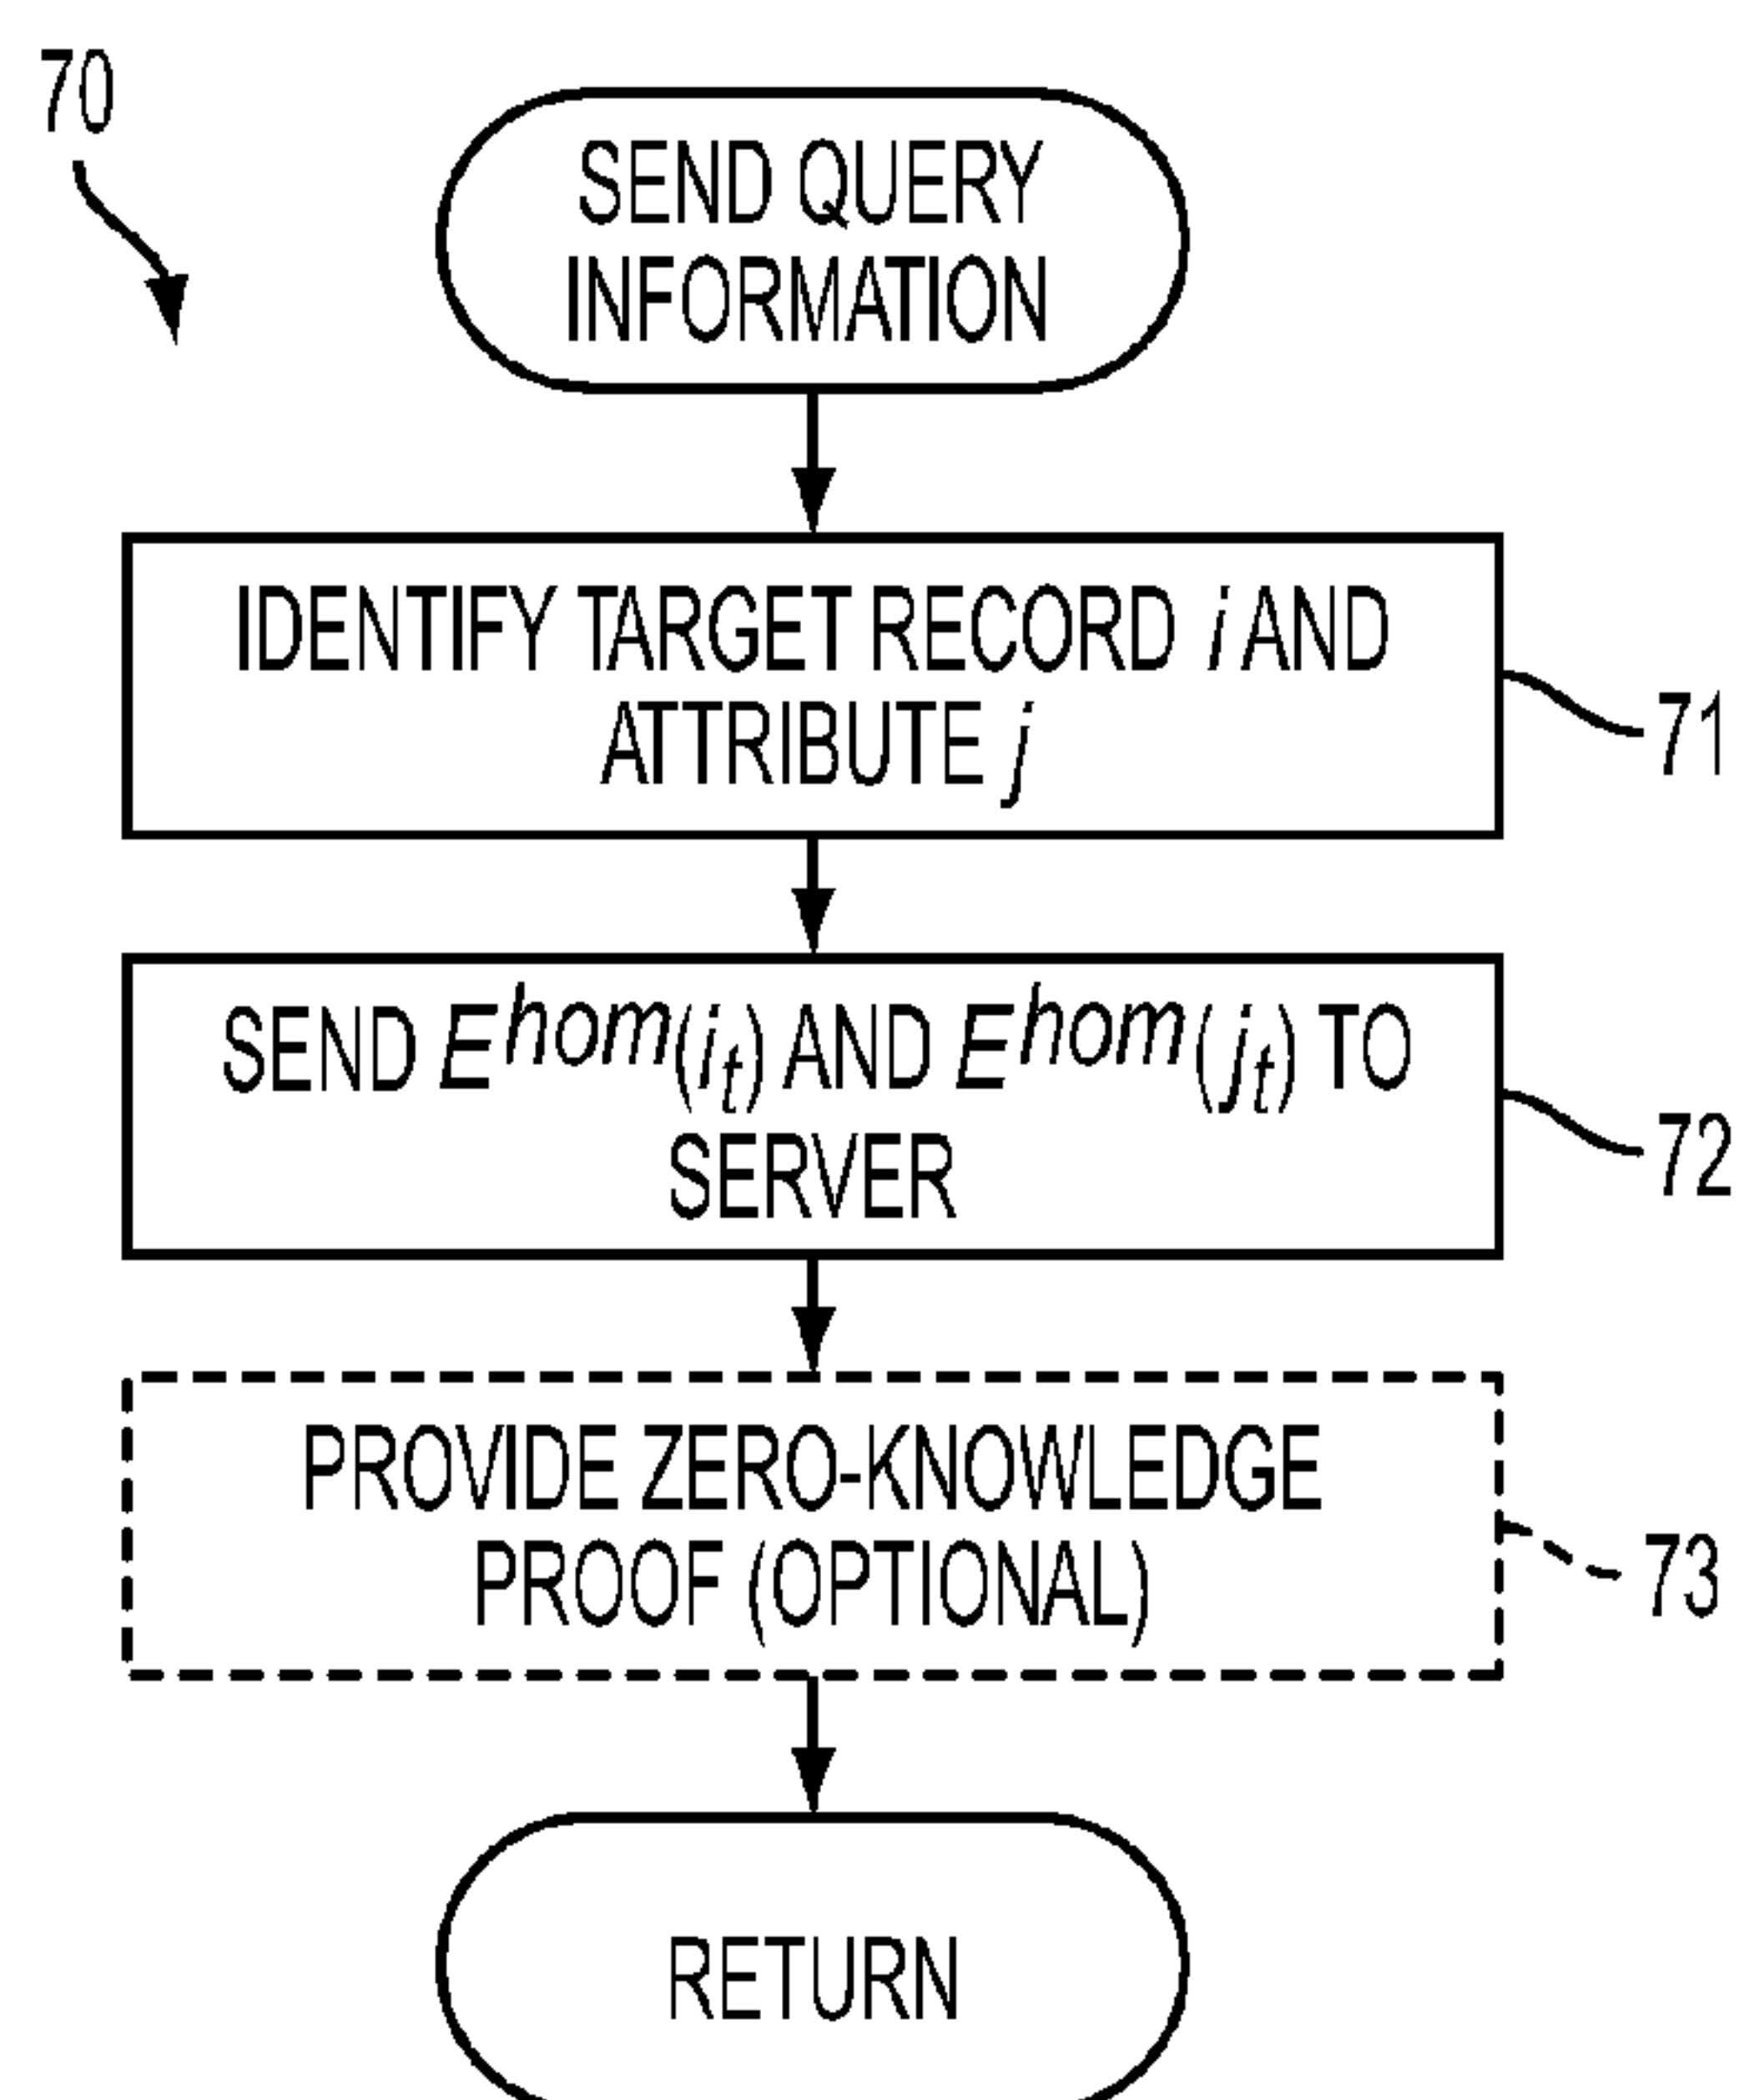 70
SEND QUERY
INFORMATION
IDENTIFY TARGET RECORD i AND
ATTRIBUTE j
71
SEND E^hom(i_t) AND E^hom(j_t) TO
SERVER
72
PROVIDE ZERO-KNOWLEDGE
PROOF (OPTIONAL)
73
RETURN